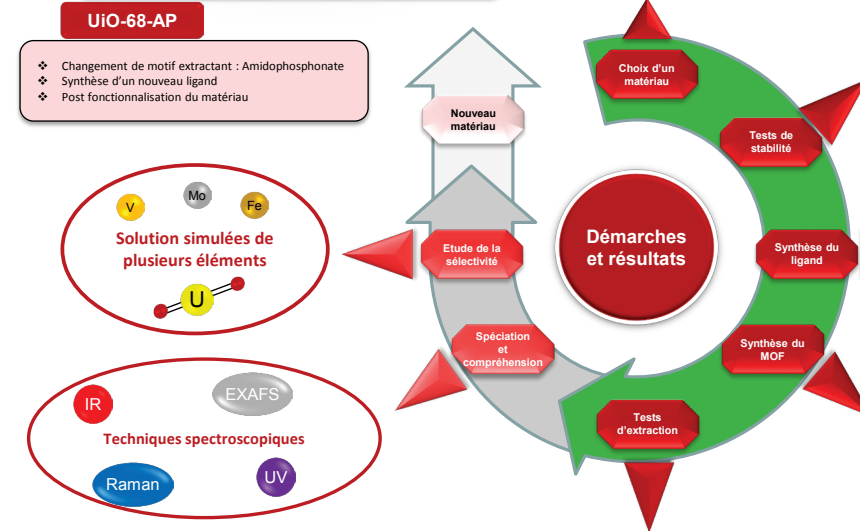 UiO-68-AP
❖ Changement de motif extractant : Amidophosphonate
❖ Synthèse d'un nouveau ligand
❖ Post fonctionnalisation du matériau
V
Mo
Fe
Solution simulées de
plusieurs éléments
U
IR
EXAFS
Techniques spectroscopiques
Raman
UV
Nouveau
matériau
Etude de la
sélectivité
Spéciation
et
compréhension
Démarches
et résultats
Choix d'un
matériau
Tests de
stabilité
Synthèse du
ligand
Synthèse du
MOF
Tests
d'extraction